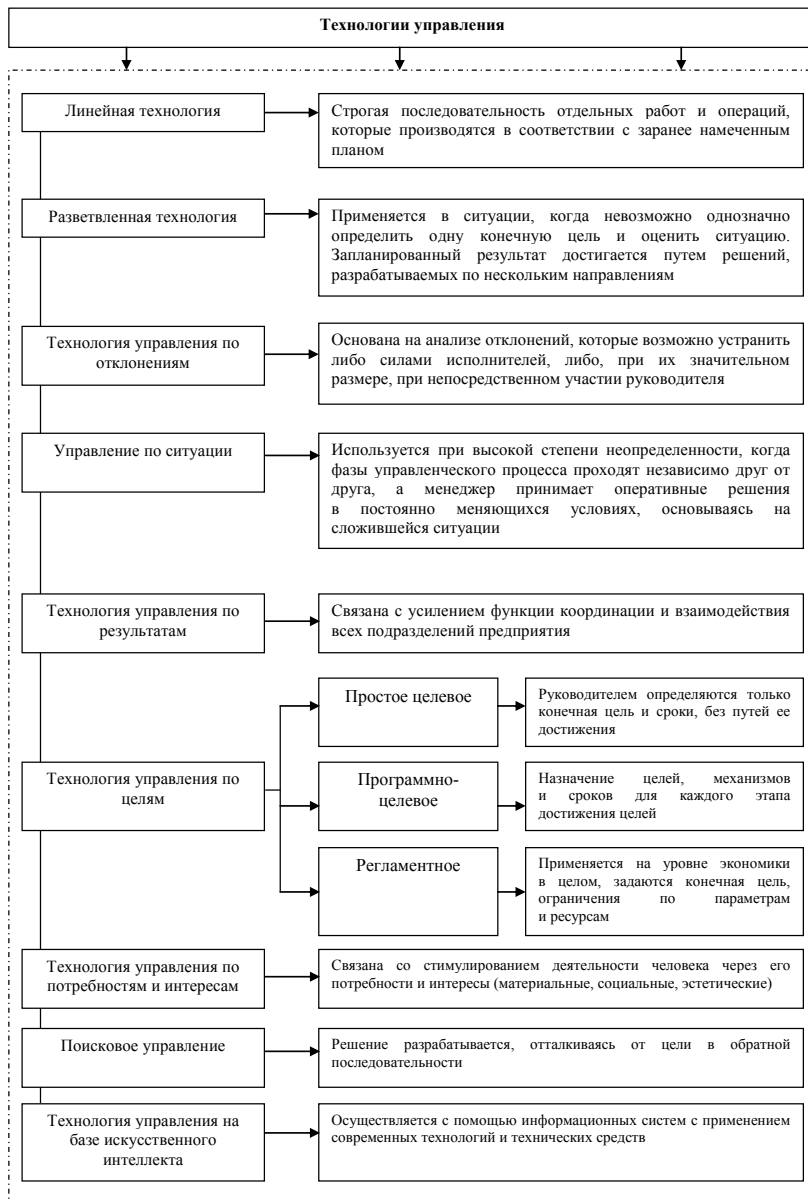 Технологии управления
Линейная технология
Строгая последовательность отдельных работ и операций,
которые производятся в соответствии с заранее намеченным
планом
Разветвленная технология
Применяется в ситуации, когда невозможно однозначно
определить одну конечную цель и оценить ситуацию.
Запланированный результат достигается путем решений,
разрабатываемых по нескольким направлениям
Технология управления по
отклонениям
Основана на анализе отклонений, которые возможно устранить
либо силами исполнителей, либо, при их значительном
размере, при непосредственном участии руководителя
Управление по ситуации
Используется при высокой степени неопределенности, когда
фазы управленческого процесса проходят независимо друг от
друга, а менеджер принимает оперативные решения
в постоянно меняющихся условиях, основываясь на
сложившейся ситуации
Технология управления по
результатам
Связана с усилением функции координации и взаимодействия
всех подразделений предприятия
Технология управления по
целям
Простое целевое
Руководителем определяются только
конечная цель и сроки, без путей ее
достижения
Программно-
целевое
Назначение целей, механизмов
и сроков для каждого этапа
достижения целей
Регламентное
Применяется на уровне экономики
в целом, задаются конечная цель,
ограничения по параметрам
и ресурсам
Технология управления по
потребностям и интересам
Связана со стимулированием деятельности человека через его
потребности и интересы (материальные, социальные, эстетические)
Поисковое управление
Решение разрабатывается, отталкиваясь от цели в обратной
последовательности
Технология управления на
базе искусственного
интеллекта
Осуществляется с помощью информационных систем с применением
современных технологий и технических средств